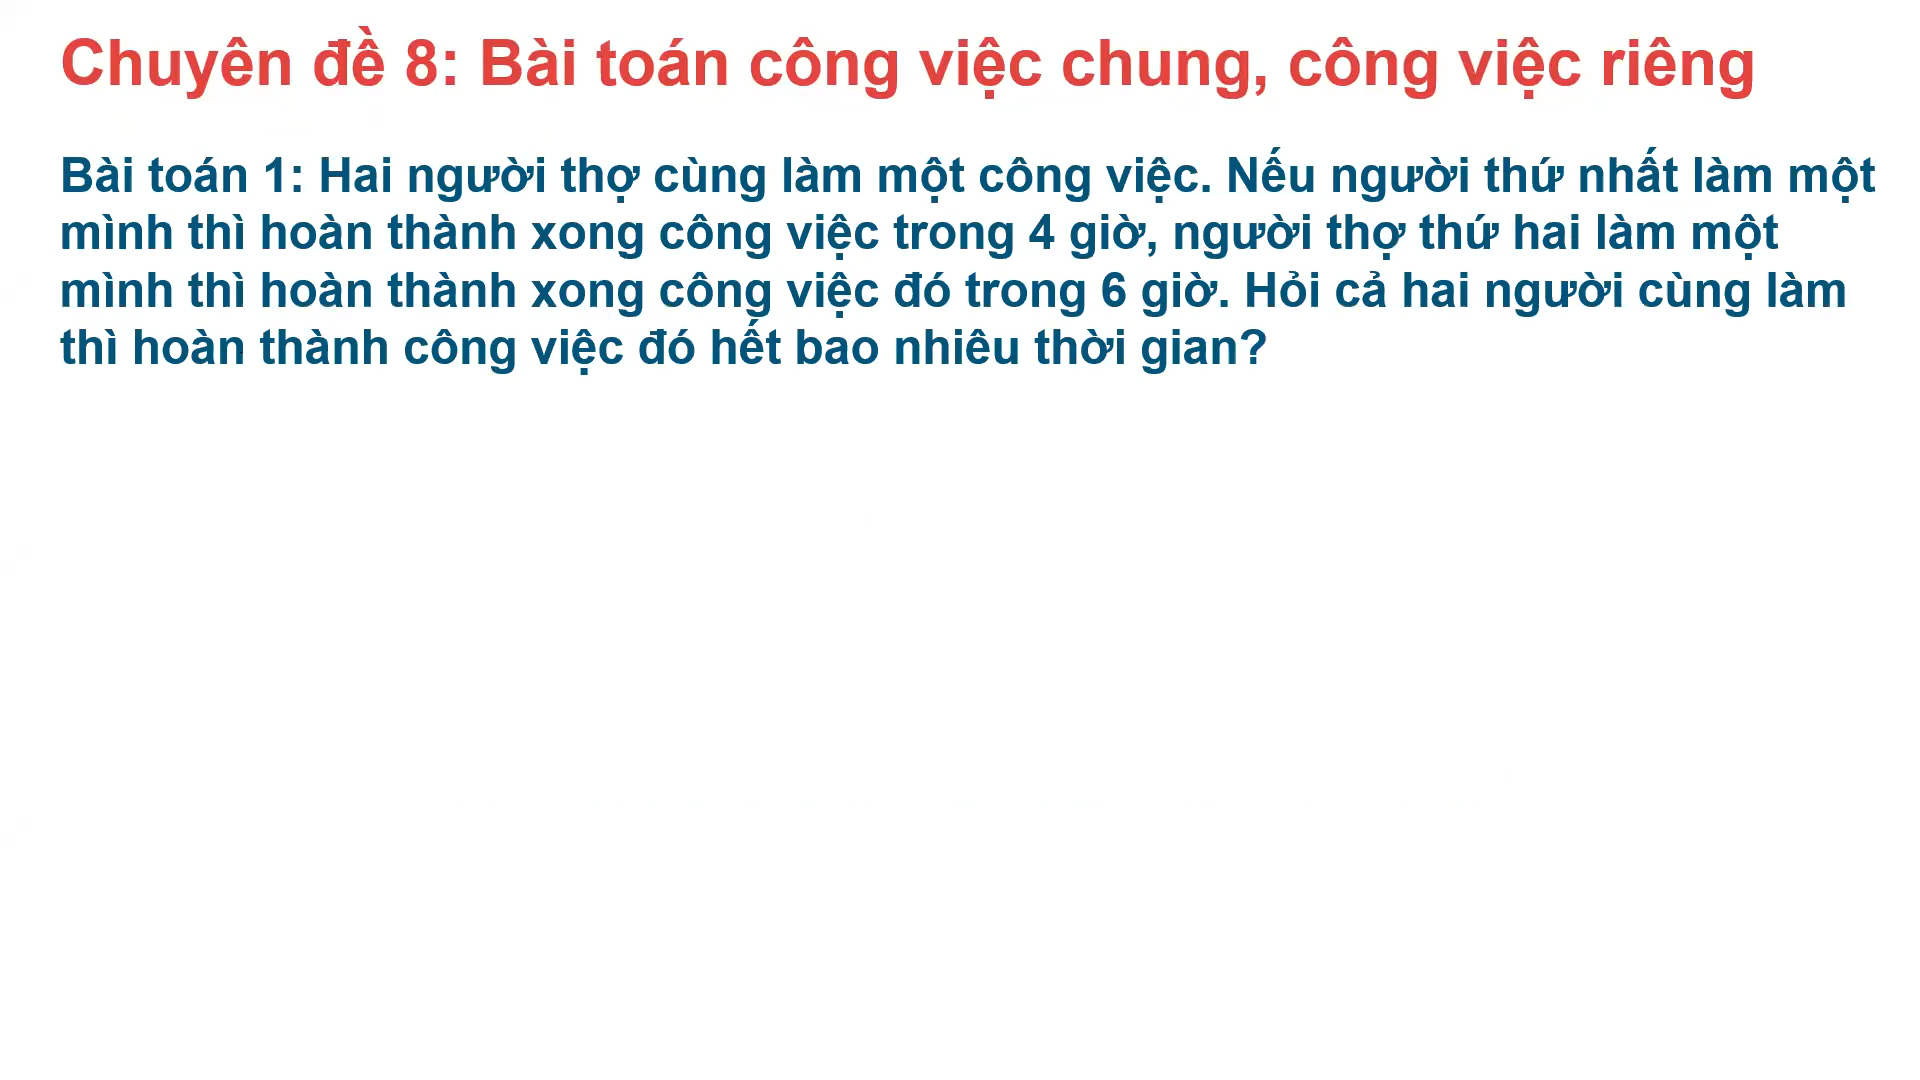 Chuyên đề 8: Bài toán công việc chung, công việc riêng
Bài toán 1: Hai người thợ cùng làm một công việc. Nếu người thứ nhất làm một
mình thì hoàn thành xong công việc trong 4 giờ, người thợ thứ hai làm một
mình thì hoàn thành xong công việc đó trong 6 giờ. Hỏi cả hai người cùng làm
thì hoàn thành công việc đó hết bao nhiêu thời gian?